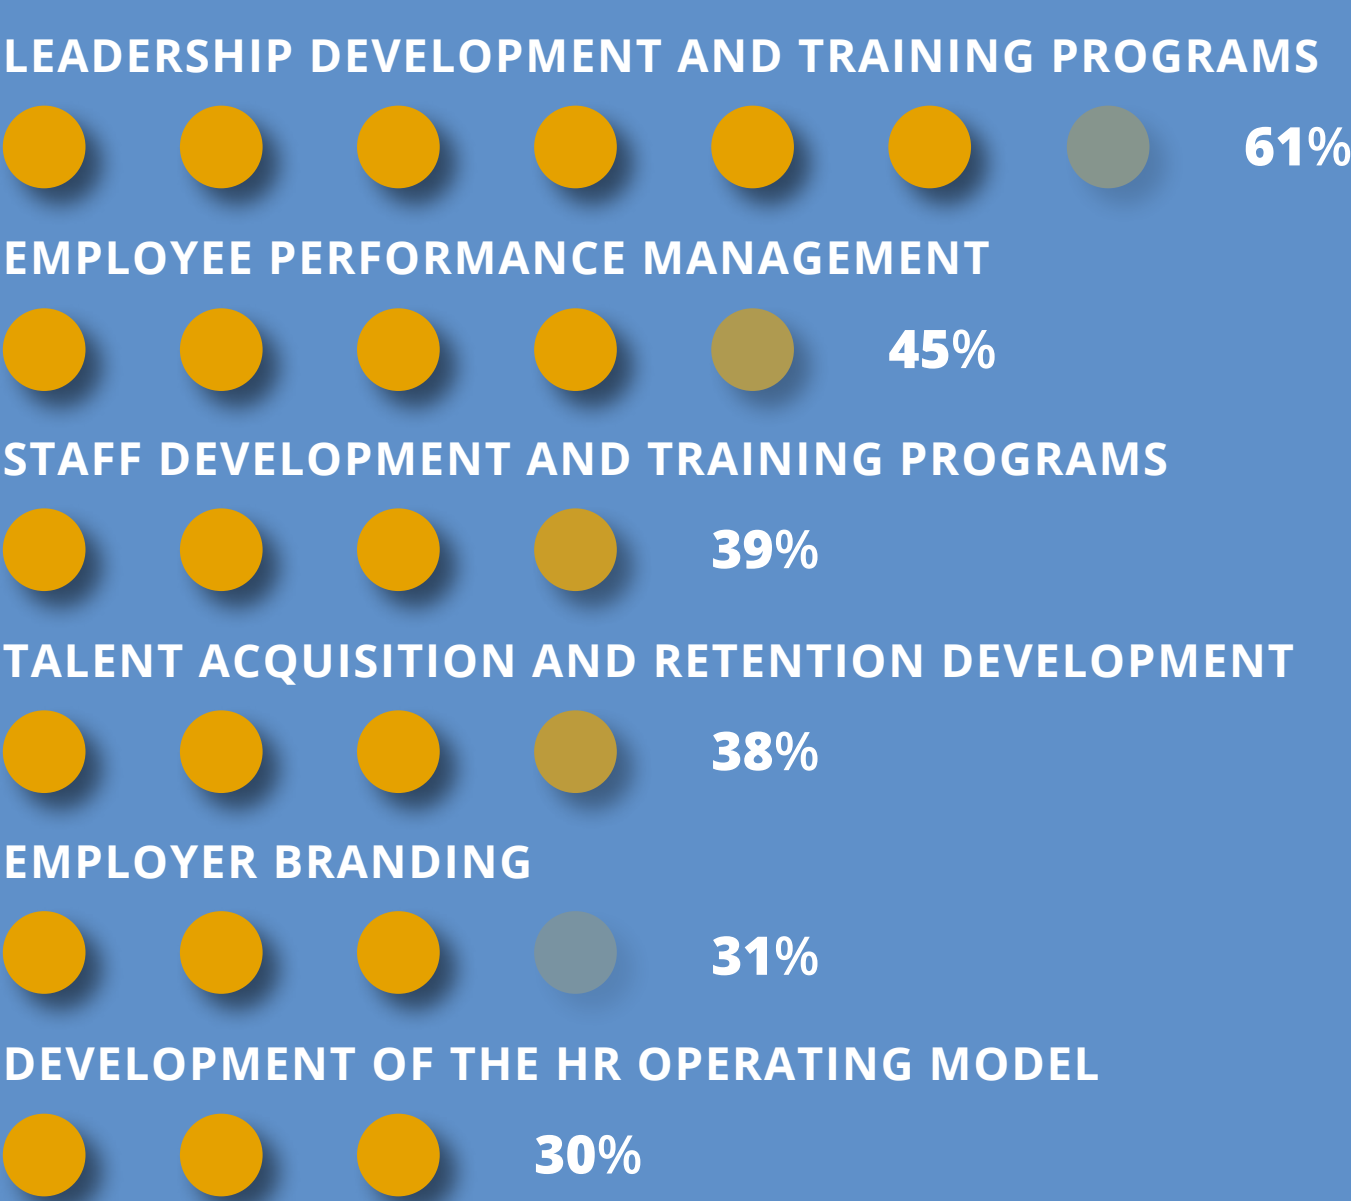 LEADERSHIP DEVELOPMENT AND TRAINING PROGRAMS
61%
EMPLOYEE PERFORMANCE MANAGEMENT
45%
STAFF DEVELOPMENT AND TRAINING PROGRAMS
39%
TALENT ACQUISITION AND RETENTION DEVELOPMENT
38%
EMPLOYER BRANDING
31%
DEVELOPMENT OF THE HR OPERATING MODEL
30%